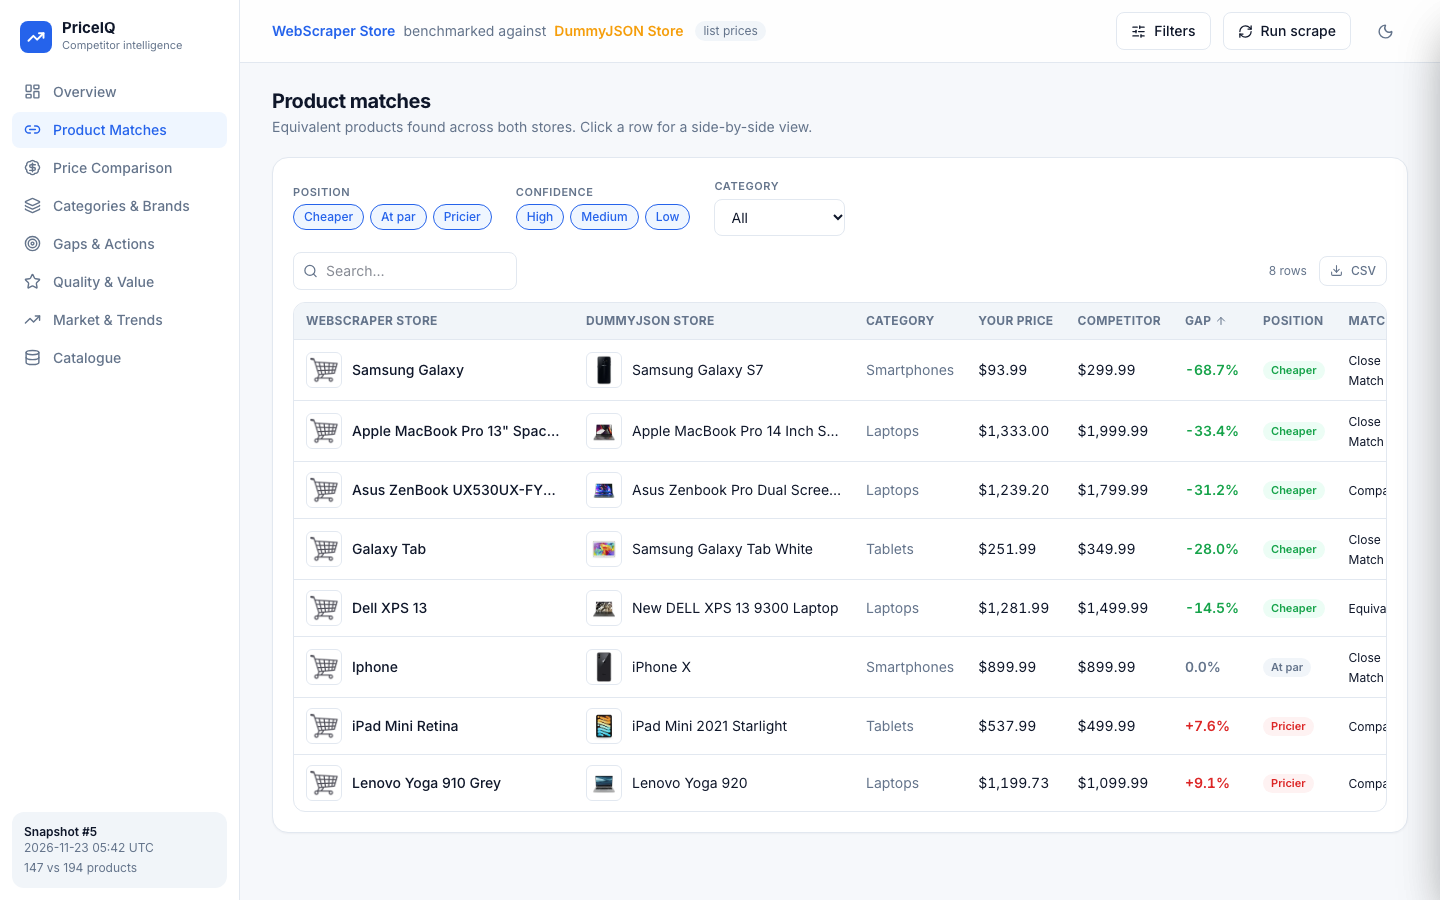 PriceIQ
Competitor intelligence
Overview
Product Matches
Price Comparison
Categories & Brands
Gaps & Actions
Quality & Value
Market & Trends
Catalogue
Snapshot #5
2026-11-23 05:42 UTC
147 vs 194 products
WebScraper Store benchmarked against DummyJSON Store list prices
Filters
Run scrape
Product matches
Equivalent products found across both stores. Click a row for a side-by-side view.
POSITION
Cheaper At par Pricier
CONFIDENCE
High Medium Low
CATEGORY
All
Search...
8 rows
CSV
WEBSCRAPER STORE DUMMYJSON STORE CATEGORY YOUR PRICE COMPETITOR GAP ↑ POSITION MATC
Samsung Galaxy Samsung Galaxy S7 Smartphones $93.99 $299.99 -68.7% Cheaper Close Match
Apple MacBook Pro 13" Spac... Apple MacBook Pro 14 Inch S... Laptops $1,333.00 $1,999.99 -33.4% Cheaper Close Match
Asus ZenBook UX530UX-FY... Asus Zenbook Pro Dual Scree... Laptops $1,239.20 $1,799.99 -31.2% Cheaper Compa
Galaxy Tab Samsung Galaxy Tab White Tablets $251.99 $349.99 -28.0% Cheaper Close Match
Dell XPS 13 New DELL XPS 13 9300 Laptop Laptops $1,281.99 $1,499.99 -14.5% Cheaper Equiva
Iphone iPhone X Smartphones $899.99 $899.99 0.0% At par Close Match
iPad Mini Retina iPad Mini 2021 Starlight Tablets $537.99 $499.99 +7.6% Pricier Compa
Lenovo Yoga 910 Grey Lenovo Yoga 920 Laptops $1,199.73 $1,099.99 +9.1% Pricier Compa